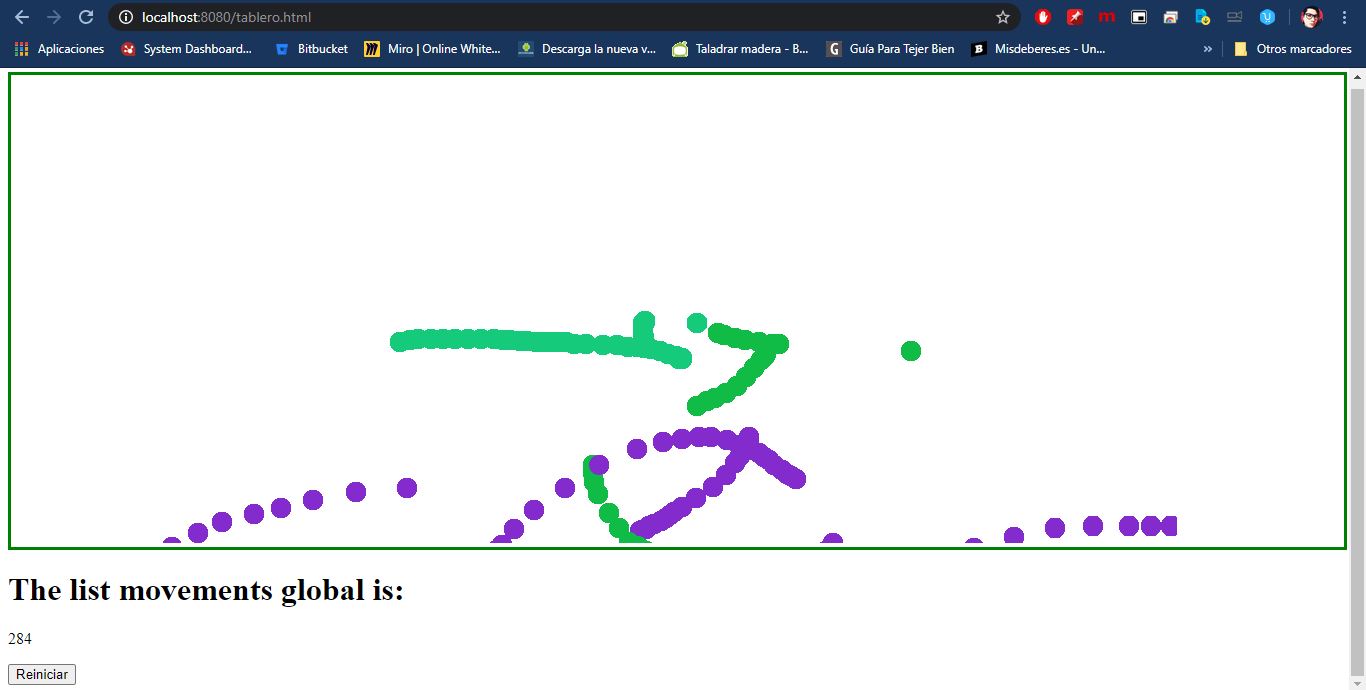 localhost:8080/tablero.html
Aplicaciones System Dashboard... Bitbucket Miro | Online White... Descarga la nueva v... Taladrar madera - B... Guía Para Tejer Bien Misdeberes.es - Un... » Otros marcadores
The list movements global is:
284
Reiniciar